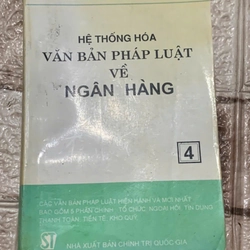 HỆ THỐNG HÓA
VĂN BẢN PHÁP LUẬT
VỀ
NGÂN HÀNG
4
CÁC VĂN BẢN PHÁP LUẬT HIỆN HÀNH VÀ MỚI NHẤT
BAO GỒM 5 PHẦN CHÍNH: TỔ CHỨC, NGOẠI HỐI, TÍN DỤNG
THANH TOÁN, TIỀN TỆ, KHO QUỸ
ST
NHÀ XUẤT BẢN CHÍNH TRỊ QUỐC GIA